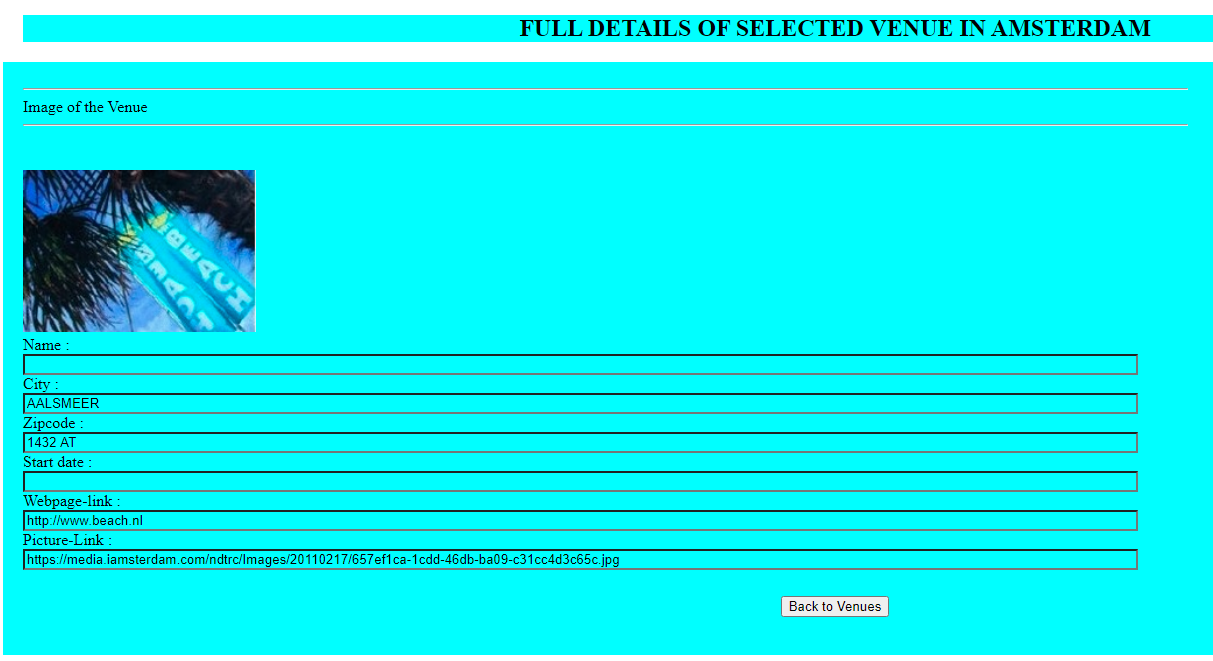 FULL DETAILS OF SELECTED VENUE IN AMSTERDAM
Image of the Venue
BEACH
BEACH
Name :
City :
AALSMEER
Zipcode :
1432 AT
Start date :
Webpage-link :
http://www.beach.nl
Picture-Link :
https://media.iamsterdam.com/ndtrc/Images/20110217/657ef1ca-1cdd-46db-ba09-c31cc4d3c65c.jpg
Back to Venues